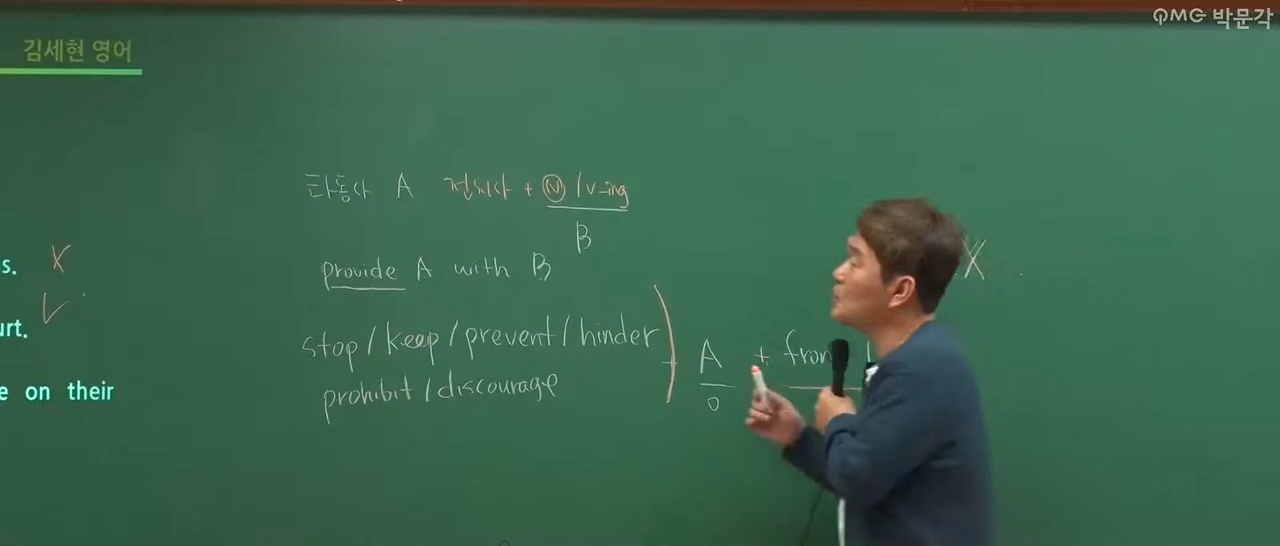 PMG 박문각
김세현 영어
타동사 A 전치사 + N / v-ing
B
provide A with B
stop / keep / prevent / hinder
prohibit / discourage
+ A + from
o
s. X
urt. V
e on their
X